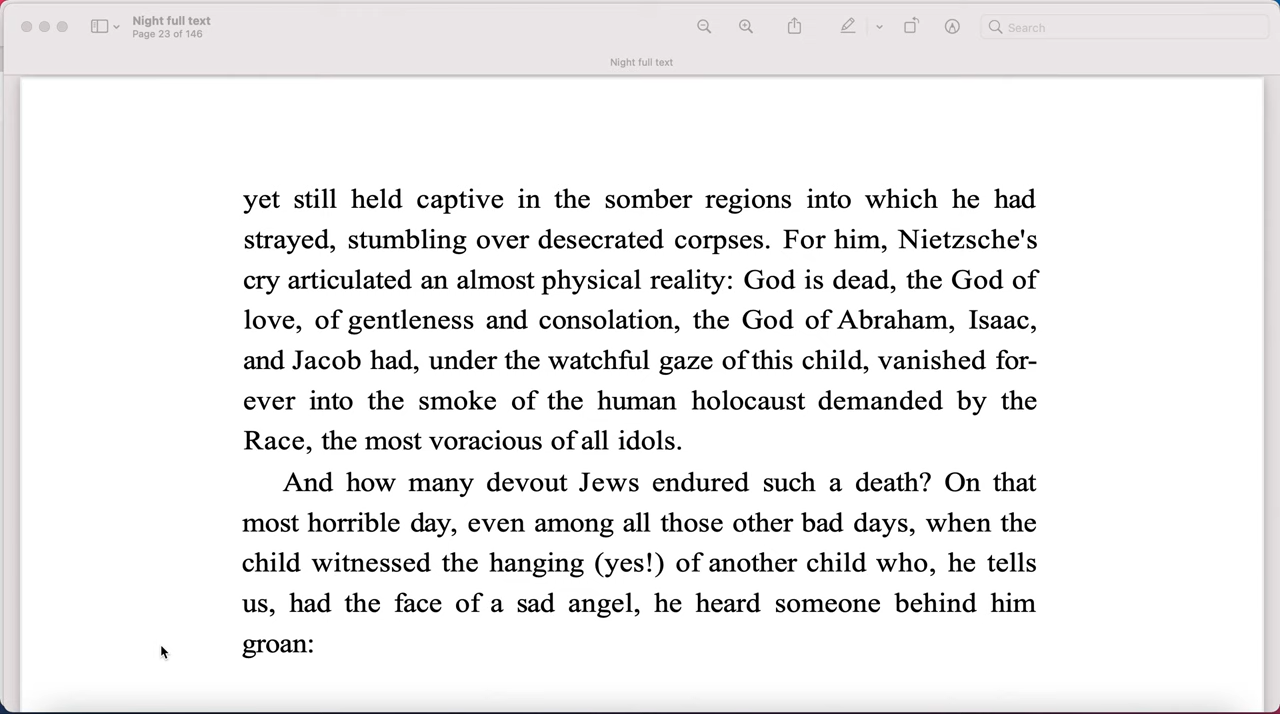 Night full text
Page 23 of 146
Search
Night full text
yet still held captive in the somber regions into which he had
strayed, stumbling over desecrated corpses. For him, Nietzsche's
cry articulated an almost physical reality: God is dead, the God of
love, of gentleness and consolation, the God of Abraham, Isaac,
and Jacob had, under the watchful gaze of this child, vanished for-
ever into the smoke of the human holocaust demanded by the
Race, the most voracious of all idols.
And how many devout Jews endured such a death? On that
most horrible day, even among all those other bad days, when the
child witnessed the hanging (yes!) of another child who, he tells
us, had the face of a sad angel, he heard someone behind him
groan: